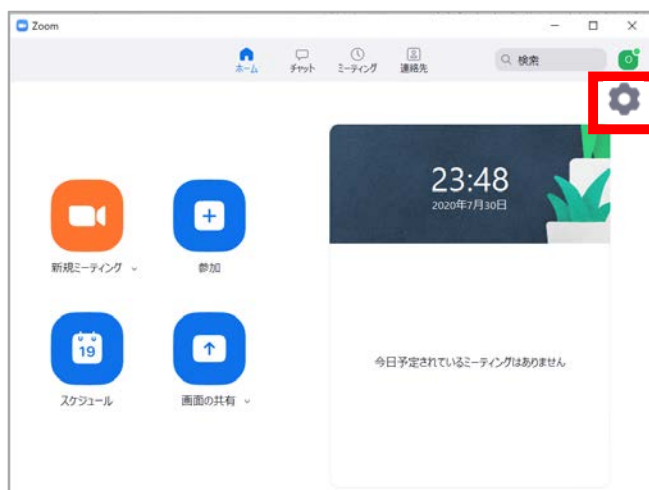 Zoom
ホーム
チャット
ミーティング
連絡先
検索
O
23:48
2020年7月30日
新規ミーティング
参加
19
スケジュール
画面の共有
今日予定されているミーティングはありません